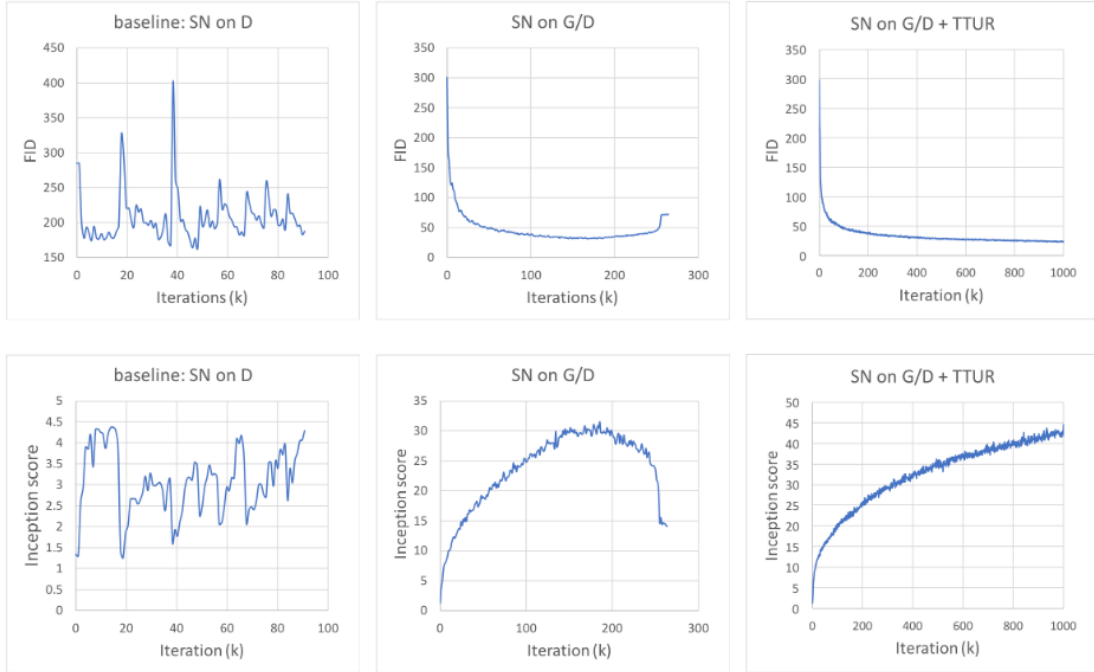 baseline: SN on D
450
400
350
300
250
200
150
FID
0 20 40 60 80 100
Iterations (k)
SN on G/D
350
300
250
200
150
100
50
0
FID
0 100 200 300
Iterations (k)
SN on G/D + TTUR
350
300
250
200
150
100
50
0
FID
0 200 400 600 800 1000
Iteration (k)
baseline: SN on D
5
4.5
4
3.5
3
2.5
2
1.5
1
0.5
0
Inception score
0 20 40 60 80 100
Iteration (k)
SN on G/D
35
30
25
20
15
10
5
0
Inception score
0 100 200 300
Iteration (k)
SN on G/D + TTUR
50
45
40
35
30
25
20
15
10
5
0
Inception score
0 200 400 600 800 1000
Iteration (k)